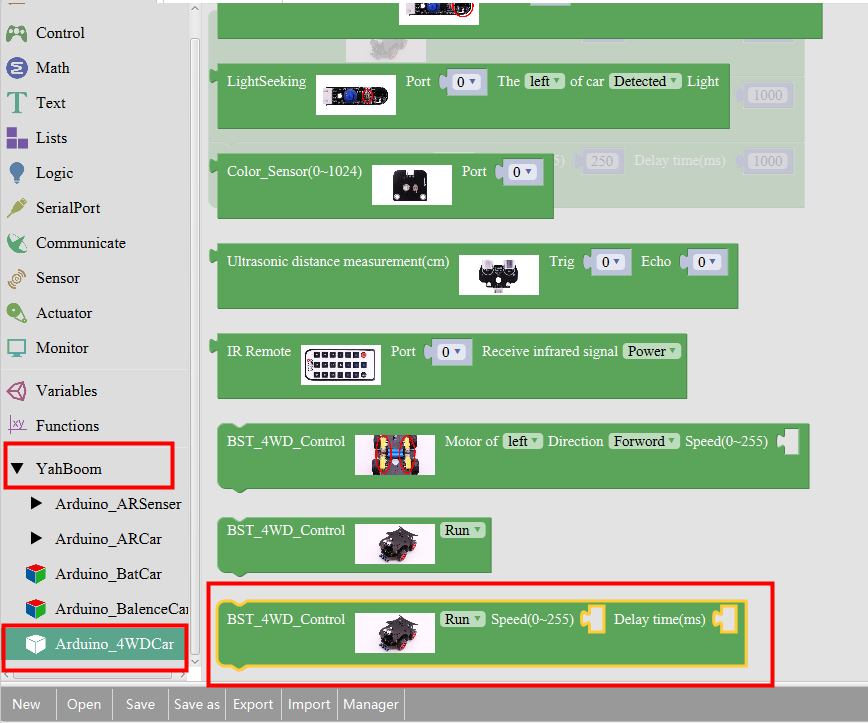 Control
Math
Text
Lists
Logic
SerialPort
Communicate
Sensor
Actuator
Monitor
Variables
xy Functions
YahBoom
Arduino_ARSenser
Arduino_ARCar
Arduino_BatCar
Arduino_BalenceCar
Arduino_4WDCar
1000
LightSeeking Port 0 The left of car Detected Light
250 Delay time(ms) 1000
Color_Sensor(0~1024) Port 0
Ultrasonic distance measurement(cm) Trig 0 Echo 0
IR Remote Port 0 Receive infrared signal Power
BST_4WD_Control Motor of left Direction Forword Speed(0~255)
BST_4WD_Control Run
BST_4WD_Control Run Speed(0~255) Delay time(ms)
New Open Save Save as Export Import Manager